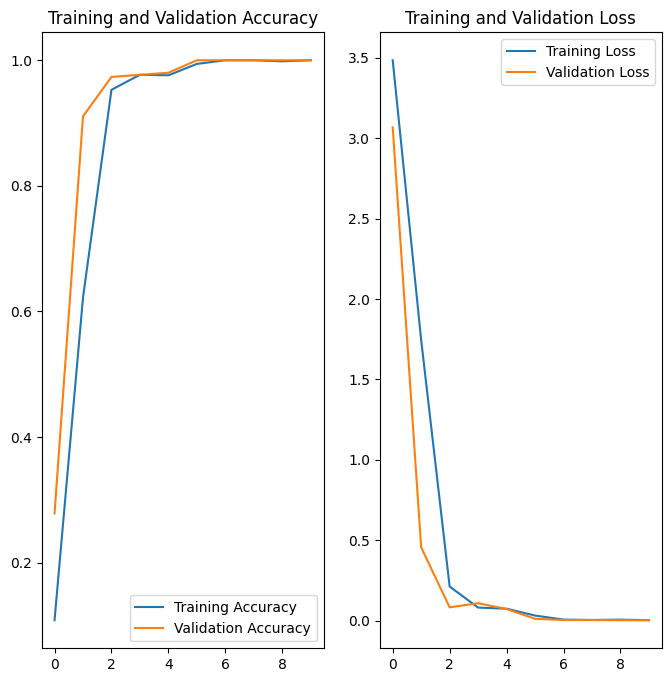 Training and Validation Accuracy
1.0
0.8
0.6
0.4
0.2
Training Accuracy
Validation Accuracy
0 2 4 6 8
Training and Validation Loss
Training Loss
Validation Loss
3.5
3.0
2.5
2.0
1.5
1.0
0.5
0.0
0 2 4 6 8